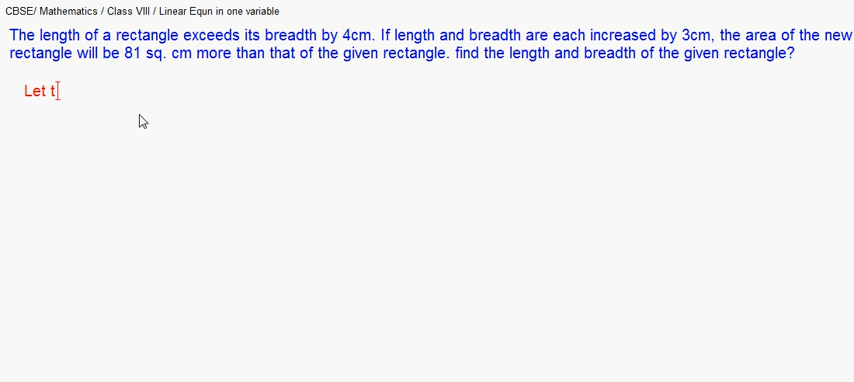 CBSE/ Mathematics / Class VIII / Linear Equn in one variable
The length of a rectangle exceeds its breadth by 4cm. If length and breadth are each increased by 3cm, the area of the new
rectangle will be 81 sq. cm more than that of the given rectangle. find the length and breadth of the given rectangle?
Let t